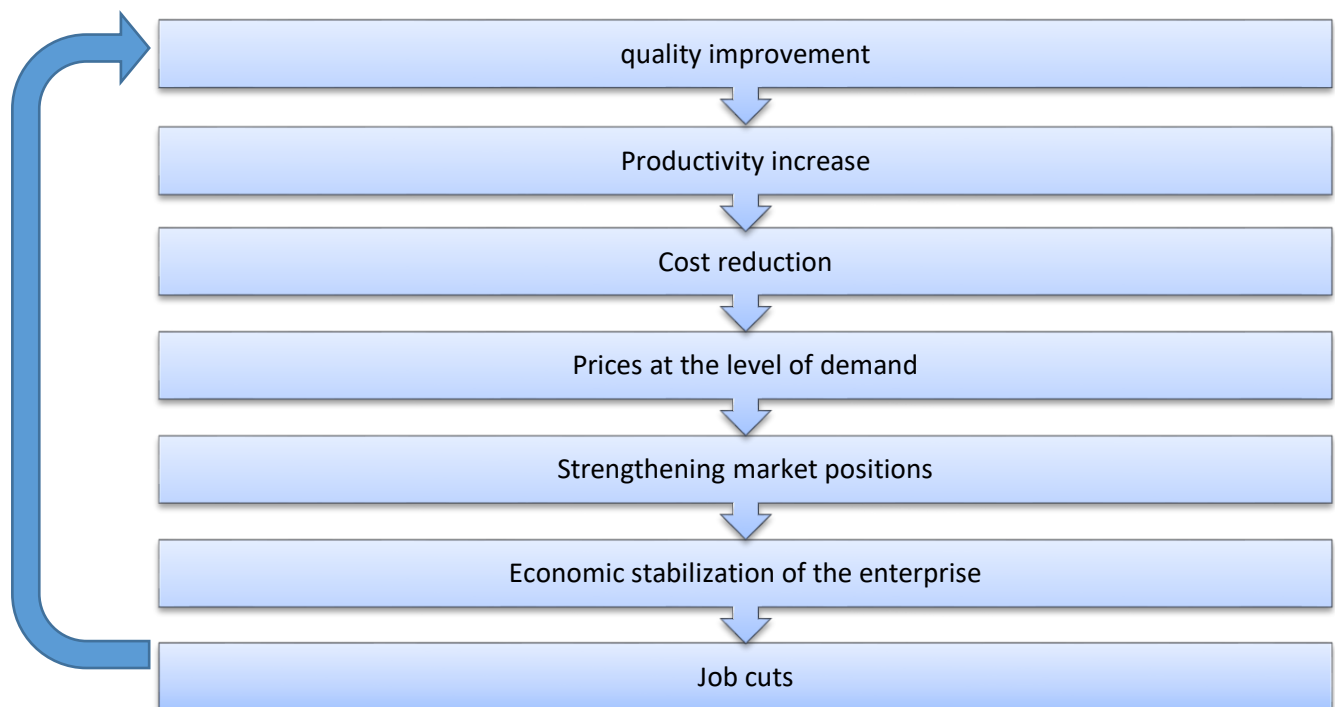 quality improvement
Productivity increase
Cost reduction
Prices at the level of demand
Strengthening market positions
Economic stabilization of the enterprise
Job cuts